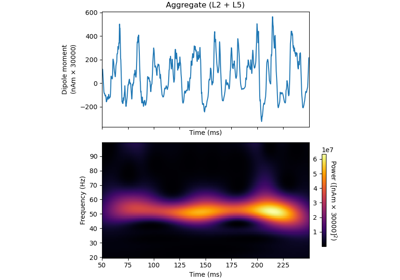 Aggregate (L2 + L5)
600
400
200
0
−200
Dipole moment
(nAm × 30000)
Time (ms)
90
80
70
60
50
40
30
20
Frequency (Hz)
50 75 100 125 150 175 200 225
Time (ms)
1e7
6
5
4
3
2
1
Power ([nAm × 30000]²)